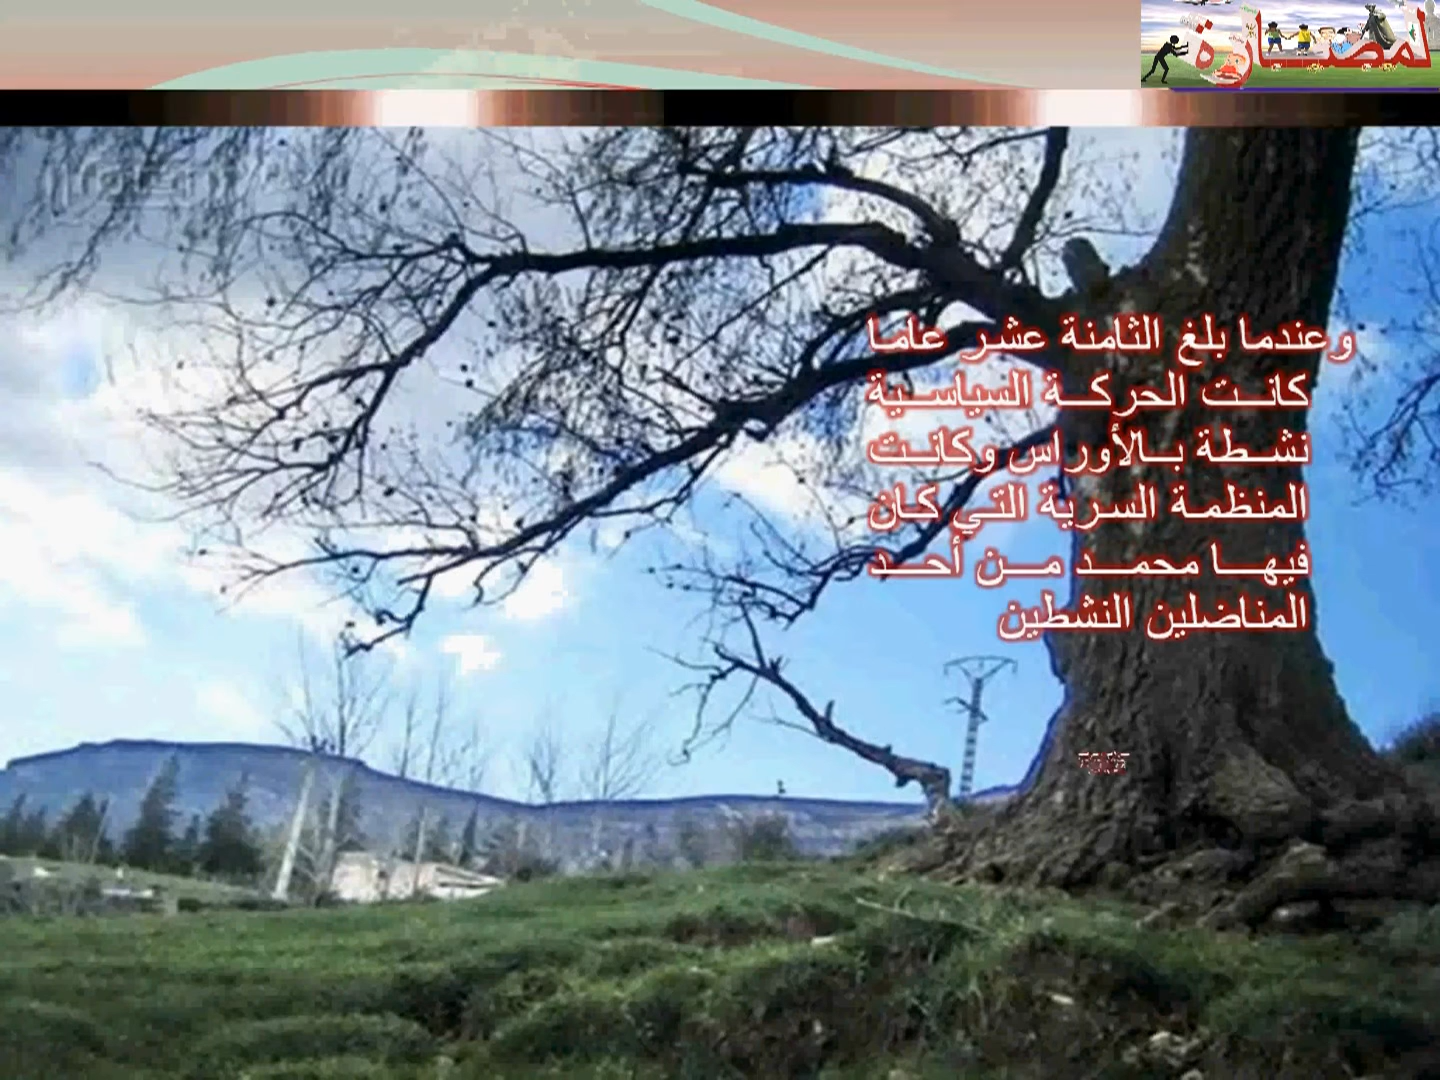 لمصارة
وعندما بلغ الثامنة عشر عاما
كانت الحركة السياسية
نشطة بالأوراس وكانت
المنظمة السرية التي كان
فيها محمد من أحد
المناضلين النشطين